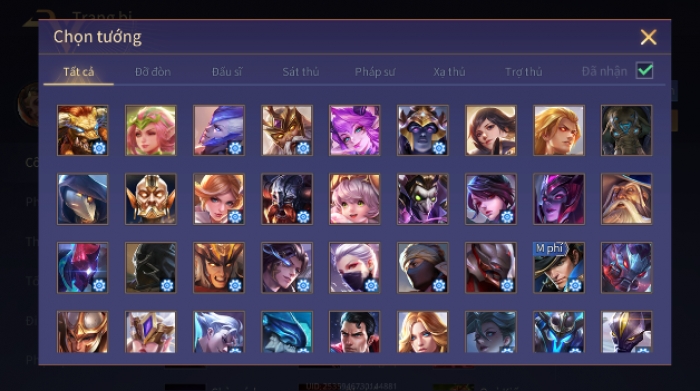 Trang bị
Chọn tướng
Tất cả Đỡ đòn Đấu sĩ Sát thủ Pháp sư Xạ thủ Trợ thủ Đã nhận
M phí